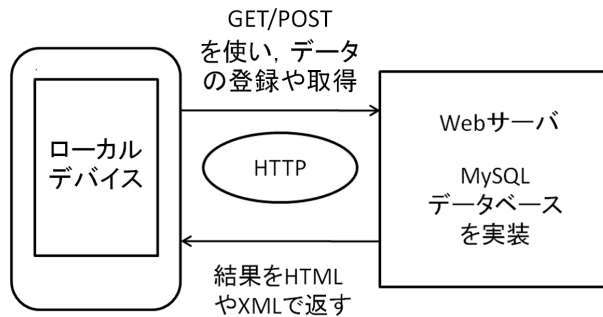 GET/POST
を使い，データ
の登録や取得
ローカル
デバイス
HTTP
Webサーバ
MySQL
データベース
を実装
結果をHTML
やXMLで返す